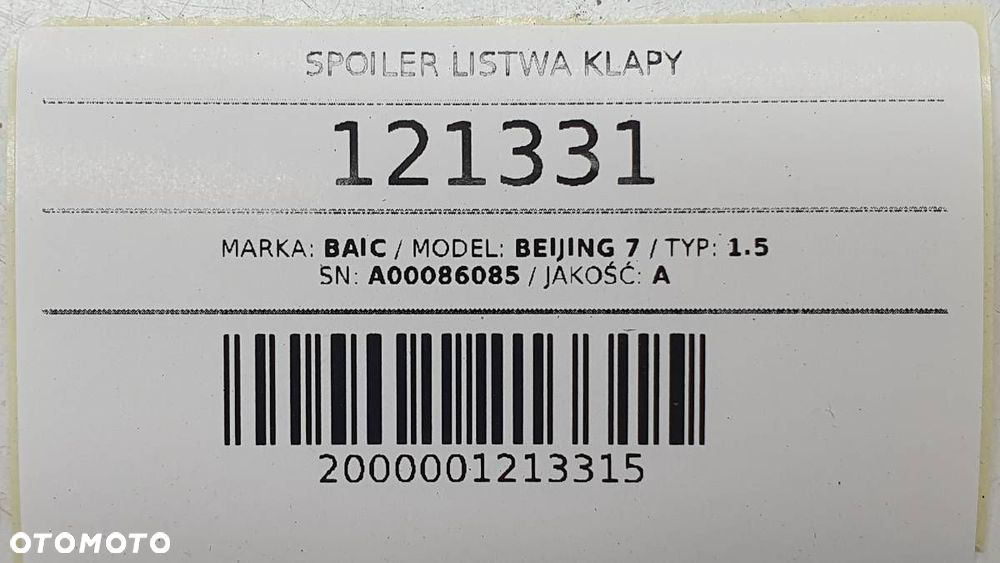 SPOILER LISTWA KLAPY
121331
MARKA: BAIC / MODEL: BEIJING 7 / TYP: 1.5
SN: A00086085 / JAKOŚĆ: A
2000001213315
OTOMOTO